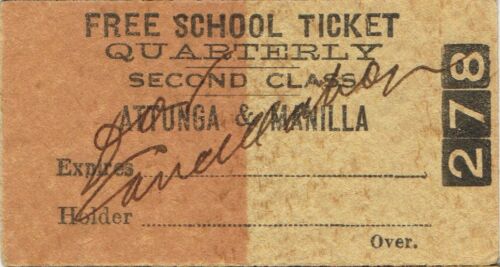 FREE SCHOOL TICKET
QUARTERLY
SECOND CLASS
ATTUNGA & MANILLA
Expires
Holder
Over.
278